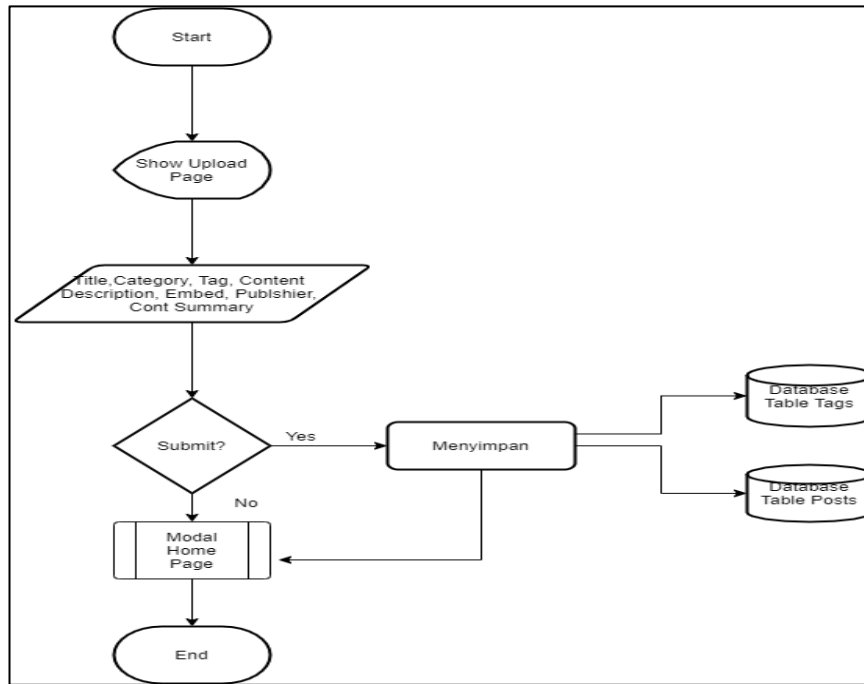 Start
Show Upload
Page
Title,Category, Tag, Content
Description, Embed, Publshier,
Cont Summary
Submit?
Yes
Menyimpan
Database
Table Tags
Database
Table Posts
No
Modal
Home
Page
End